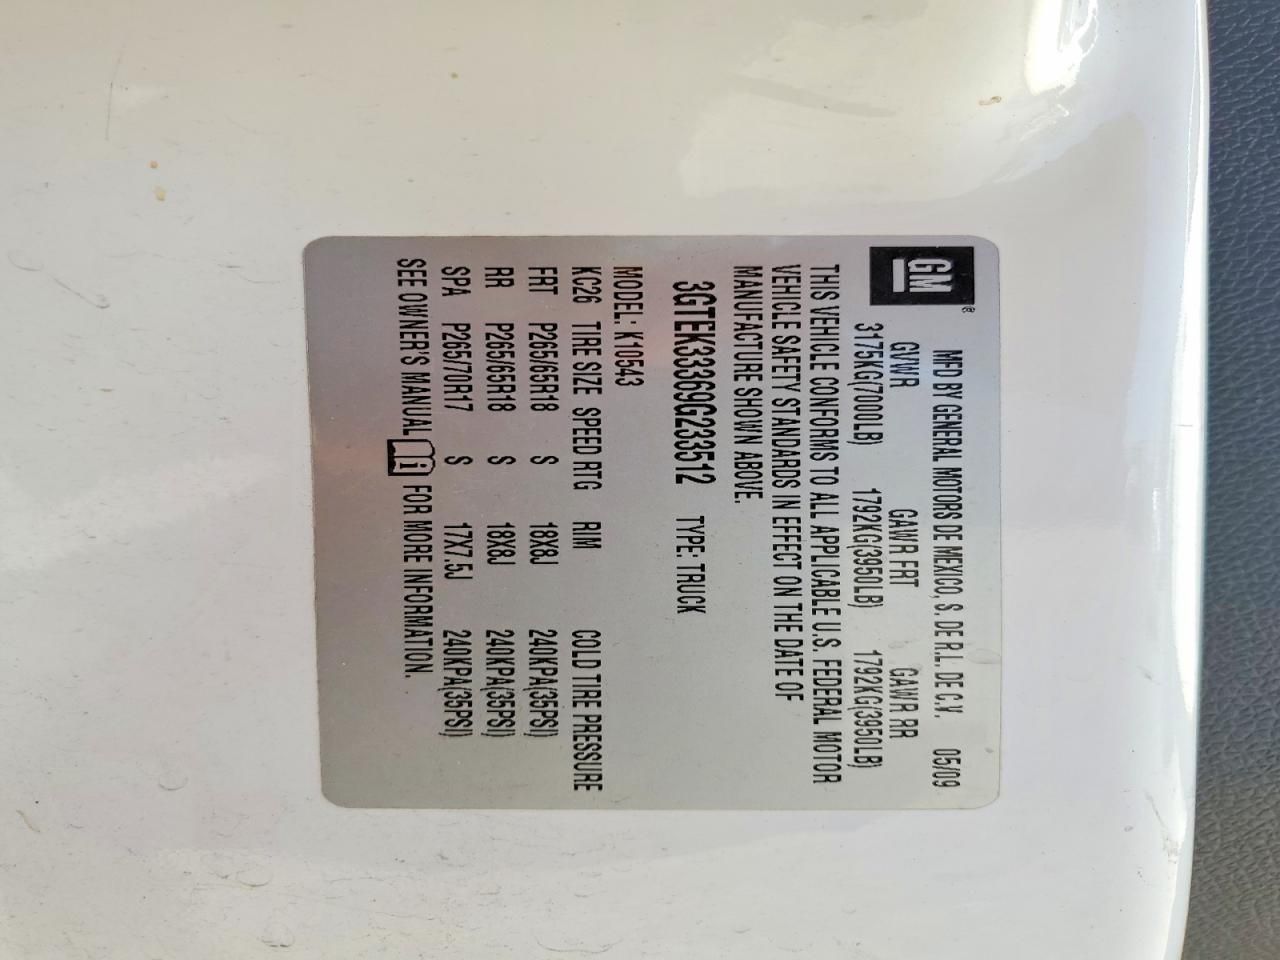 GM®
MFD BY GENERAL MOTORS DE MEXICO, S. DE R.L. DE C.V. 05/09
GVWR GAWR FRT GAWR RR
3175KG(7000LB) 1792KG(3950LB) 1792KG(3950LB)
THIS VEHICLE CONFORMS TO ALL APPLICABLE U.S. FEDERAL MOTOR
VEHICLE SAFETY STANDARDS IN EFFECT ON THE DATE OF
MANUFACTURE SHOWN ABOVE.
3GTEK33369G233512 TYPE: TRUCK
MODEL: K10543
KC26 TIRE SIZE SPEED RTG RIM COLD TIRE PRESSURE
FRT P265/65R18 S 18X8J 240KPA(35PSI)
RR P265/65R18 S 18X8J 240KPA(35PSI)
SPA P265/70R17 S 17X7.5J 240KPA(35PSI)
SEE OWNER'S MANUAL FOR MORE INFORMATION.